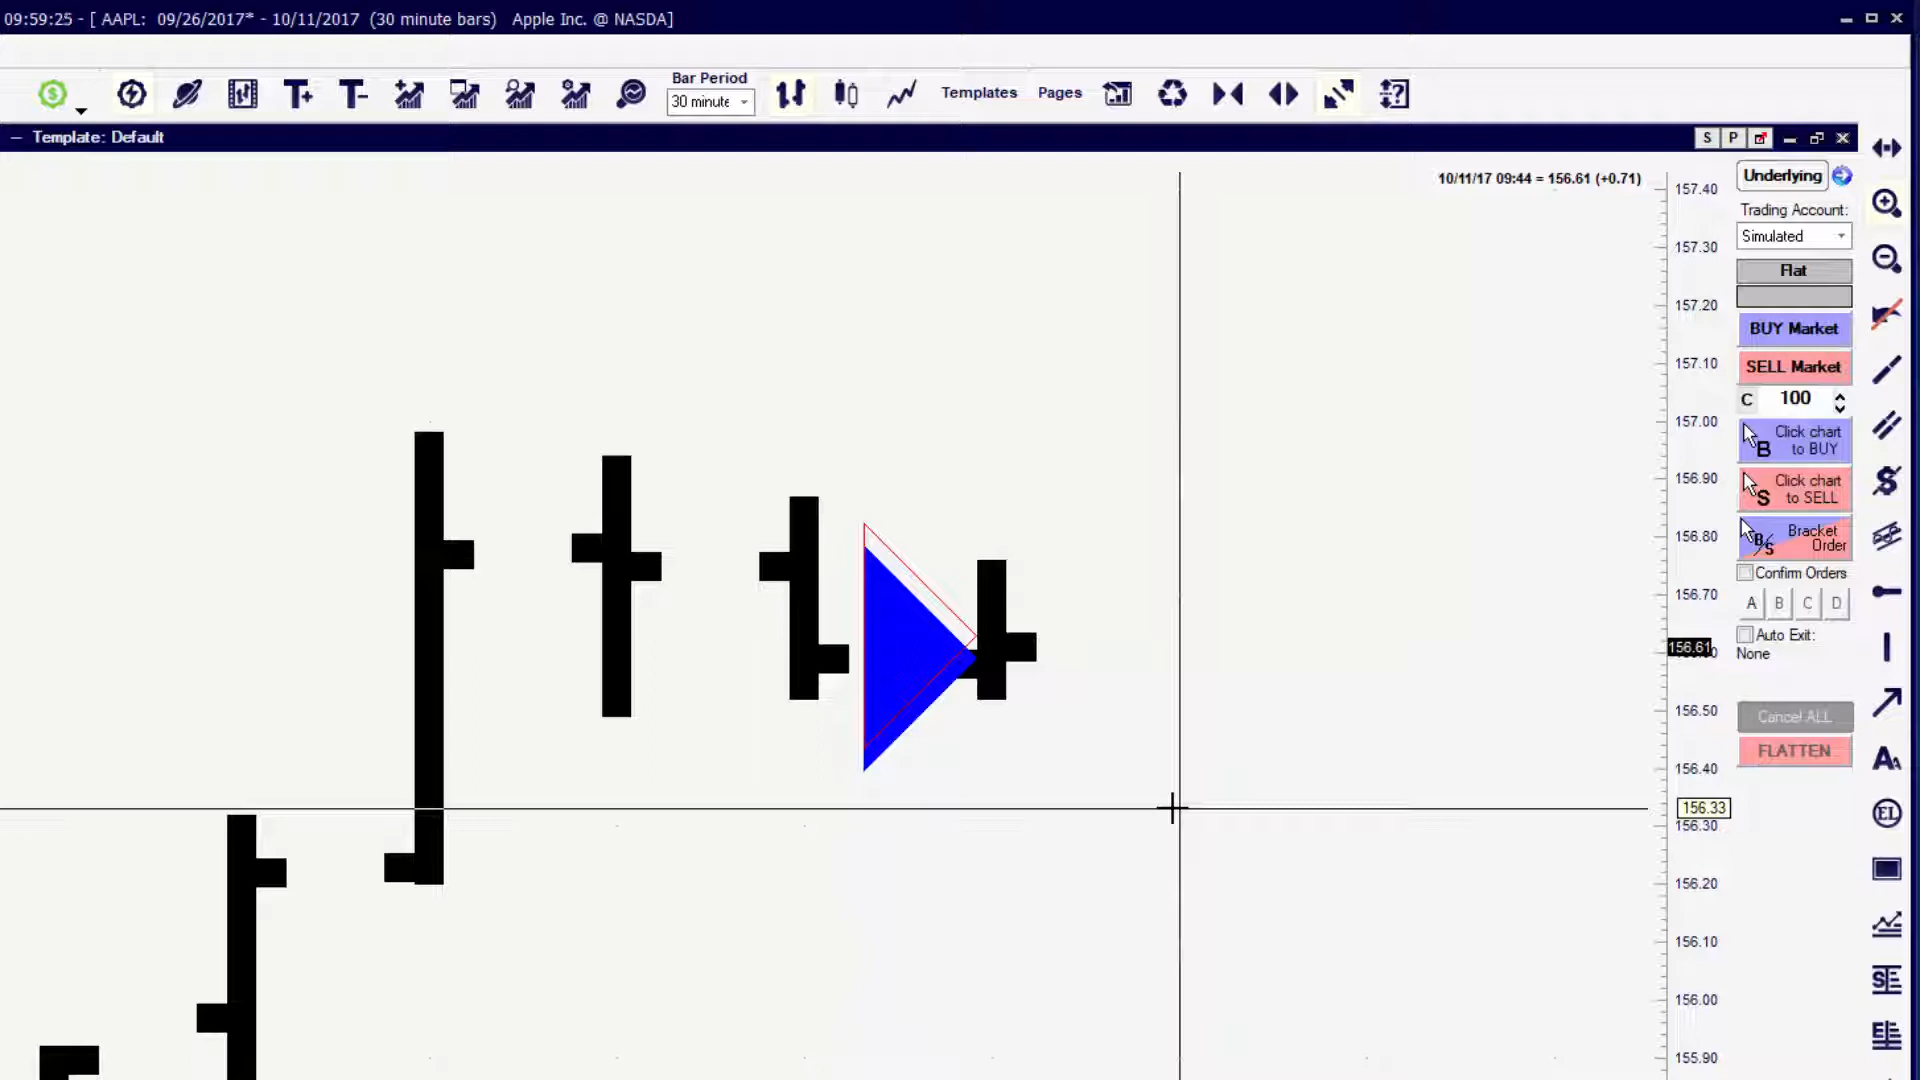 09:59:25 - [ AAPL: 09/26/2017* - 10/11/2017 (30 minute bars) Apple Inc. @ NASDA]
Bar Period
30 minute
Templates
Pages
Template: Default
S P
10/11/17 09:44 = 156.61 (+0.71)
157.40
157.30
157.20
157.10
157.00
156.90
156.80
156.70
156.61
156.50
156.40
156.33
156.30
156.20
156.10
156.00
155.90
Underlying
Trading Account:
Simulated
Flat
BUY Market
SELL Market
C 100
B Click chart
to BUY
S Click chart
to SELL
B/S Bracket
Order
Confirm Orders
A B C D
Auto Exit:
None
Cancel ALL
FLATTEN